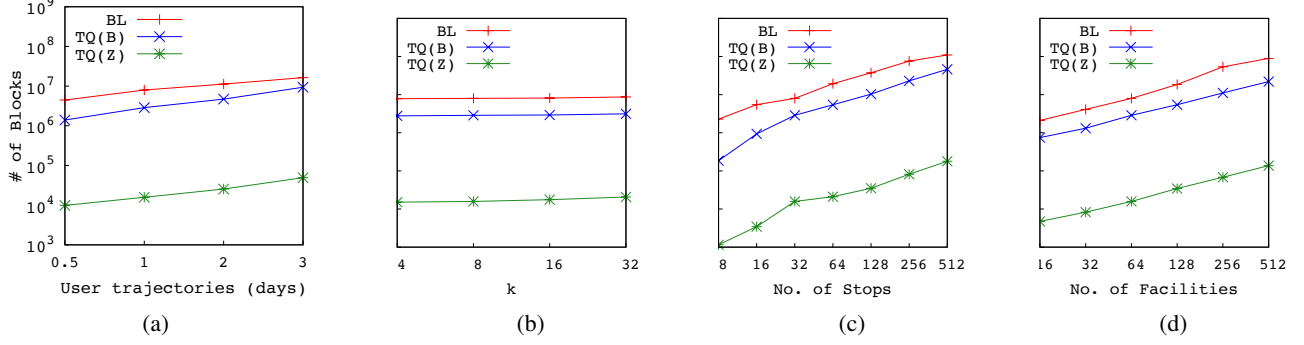 # of Blocks
10^9
10^8
10^7
10^6
10^5
10^4
10^3
BL
TQ(B)
TQ(Z)
0.5 1 2 3
User trajectories (days)
(a)
BL
TQ(B)
TQ(Z)
4 8 16 32
k
(b)
BL
TQ(B)
TQ(Z)
8 16 32 64 128 256 512
No. of Stops
(c)
BL
TQ(B)
TQ(Z)
16 32 64 128 256 512
No. of Facilities
(d)